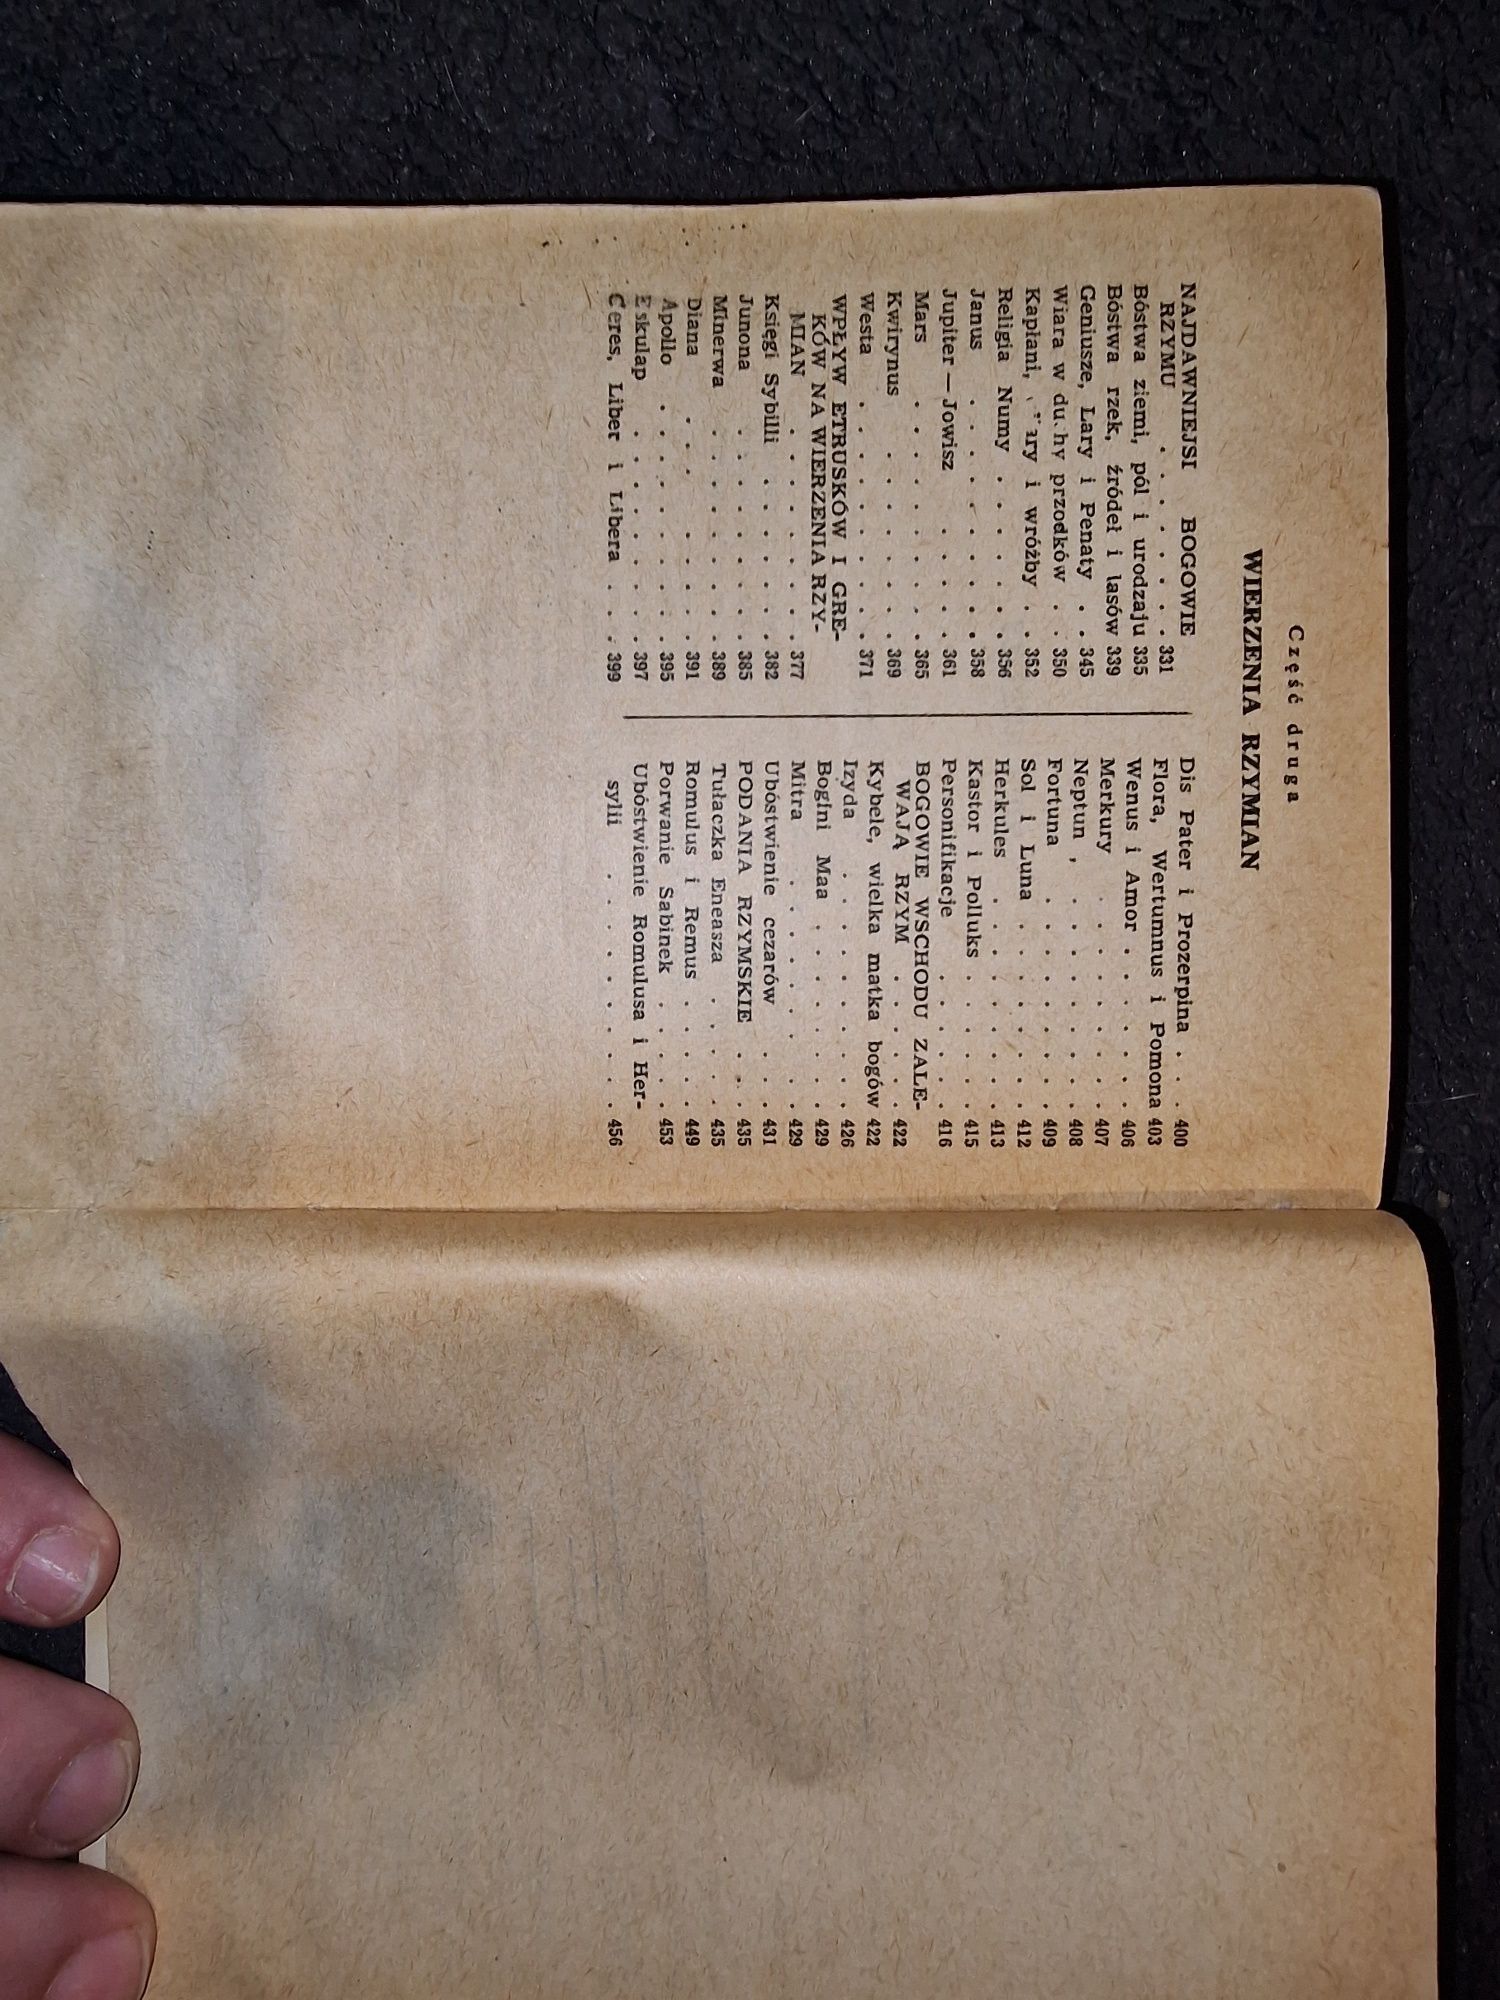 Część druga
WIERZENIA RZYMIAN
NAJDAWNIEJSI BOGOWIE
RZYMU . . . . . . . 331
Bóstwa ziemi, pól i urodzaju 335
Bóstwa rzek, źródeł i lasów 339
Geniusze, Lary i Penaty . . 345
Wiara w duchy przodków . . 350
Kapłani, i wróżby . . 352
Religia Numy . . . . . . 356
Janus . . . . . . . . 358
Jupiter — Jowisz . . . . . 361
Mars . . . . . . . . 365
Kwirynus . . . . . . . 369
Westa . . . . . . . . 371
WPŁYW ETRUSKÓW I GRE-
KÓW NA WIERZENIA RZY-
MIAN . . . . . . . . 377
Księgi Sybilli . . . . . . 382
Junona . . . . . . . . 385
Minerwa . . . . . . . 389
Diana . . . . . . . . 391
Apollo . . . . . . . . 395
Eskulap . . . . . . . 397
Ceres, Liber i Libera . . . 399
Dis Pater i Prozerpina . . . 400
Flora, Wertumnus i Pomona 403
Wenus i Amor . . . . . . 406
Merkury . . . . . . . 407
Neptun , . . . . . . . 408
Fortuna . . . . . . . 409
Sol i Luna . . . . . . 412
Herkules . . . . . . . 413
Kastor i Polluks . . . . . 415
Personifikacje . . . . . 416
BOGOWIE WSCHODU ZALE-
WAJĄ RZYM . . . . . 422
Kybele, wielka matka bogów 422
Izyda . . . . . . . . 426
Bogini Maa . . . . . . 429
Mitra . . . . . . . . 429
Ubóstwienie cezarów . . . 431
PODANIA RZYMSKIE . . . 435
Tułaczka Eneasza . . . . 435
Romulus i Remus . . . . . 449
Porwanie Sabinek . . . . . 453
Ubóstwienie Romulusa i Her-
sylii . . . . . . . . 456